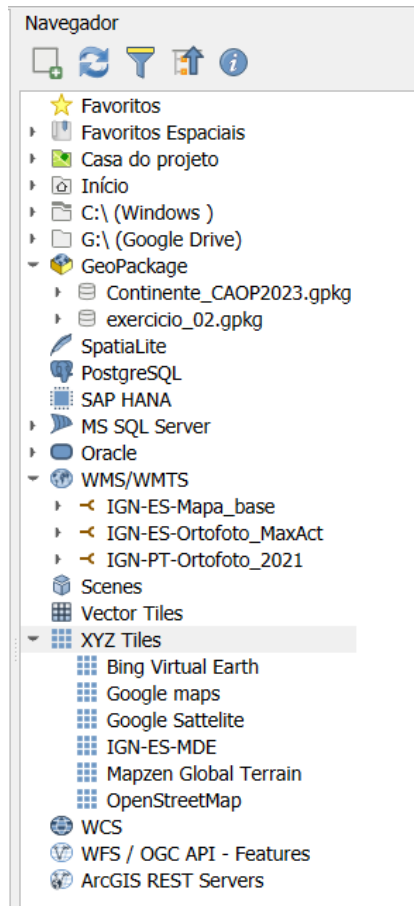 Navegador
Favoritos
Favoritos Espaciais
Casa do projeto
Início
C:\ (Windows )
G:\ (Google Drive)
GeoPackage
Continente_CAOP2023.gpkg
exercicio_02.gpkg
SpatiaLite
PostgreSQL
SAP HANA
MS SQL Server
Oracle
WMS/WMTS
IGN-ES-Mapa_base
IGN-ES-Ortofoto_MaxAct
IGN-PT-Ortofoto_2021
Scenes
Vector Tiles
XYZ Tiles
Bing Virtual Earth
Google maps
Google Sattelite
IGN-ES-MDE
Mapzen Global Terrain
OpenStreetMap
WCS
WFS / OGC API - Features
ArcGIS REST Servers